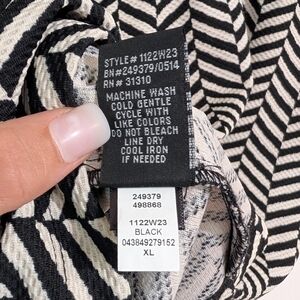 STYLE# 1122W23
BN#249379/0514
RN# 31310
MACHINE WASH
COLD GENTLE
CYCLE WITH
LIKE COLORS
DO NOT BLEACH
LINE DRY
COOL IRON
IF NEEDED
249379
498868
1122W23
BLACK
043849279152
XL